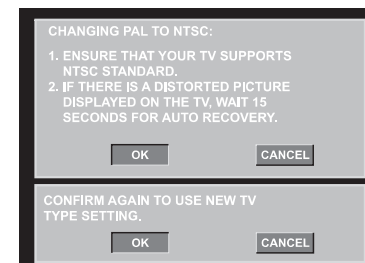 CHANGING PAL TO NTSC:
1. ENSURE THAT YOUR TV SUPPORTS
NTSC STANDARD.
2. IF THERE IS A DISTORTED PICTURE
DISPLAYED ON THE TV, WAIT 15
SECONDS FOR AUTO RECOVERY.
OK CANCEL
CONFIRM AGAIN TO USE NEW TV
TYPE SETTING.
OK CANCEL